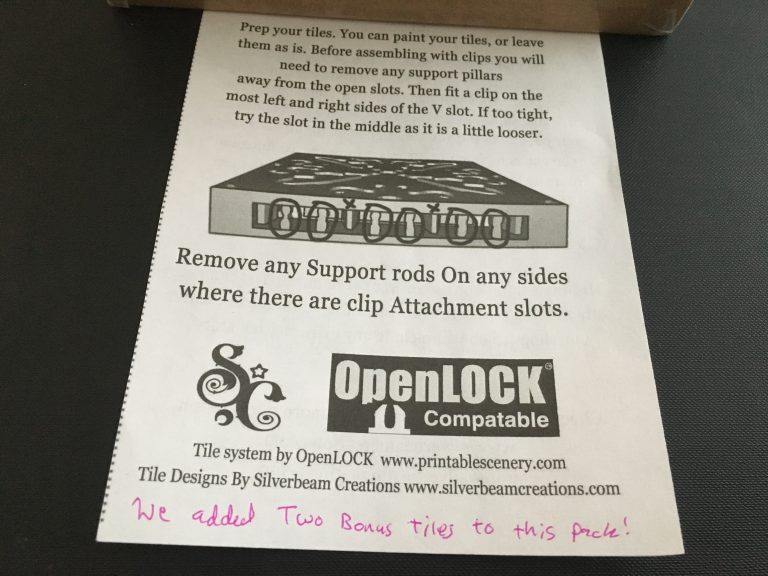 Prep your tiles. You can paint your tiles, or leave
them as is. Before assembling with clips you will
need to remove any support pillars
away from the open slots. Then fit a clip on the
most left and right sides of the V slot. If too tight,
try the slot in the middle as it is a little looser.
Remove any Support rods On any sides
where there are clip Attachment slots.
SC
OpenLOCK®
Compatable
Tile system by OpenLOCK www.printablescenery.com
Tile Designs By Silverbeam Creations www.silverbeamcreations.com
We added Two Bonus tiles to this pack!